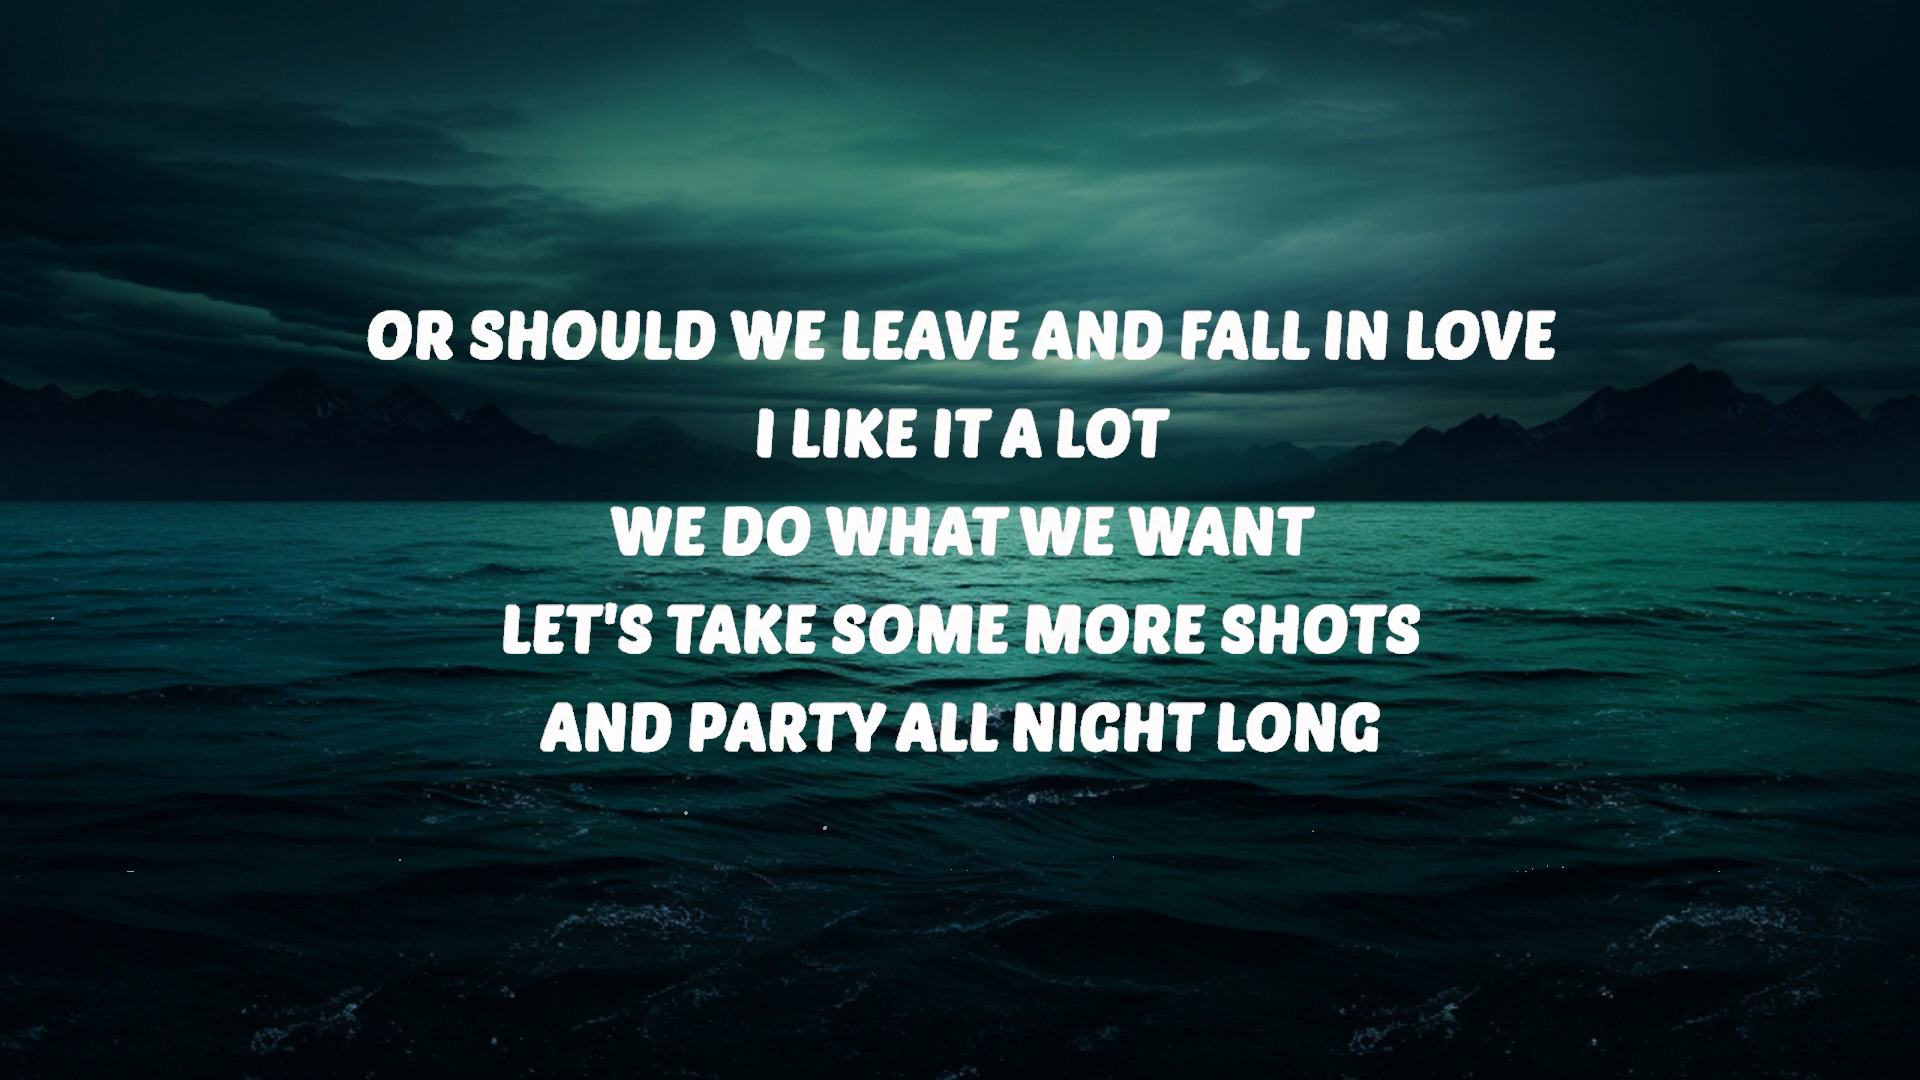 OR SHOULD WE LEAVE AND FALL IN LOVE
I LIKE IT A LOT
WE DO WHAT WE WANT
LET'S TAKE SOME MORE SHOTS
AND PARTY ALL NIGHT LONG